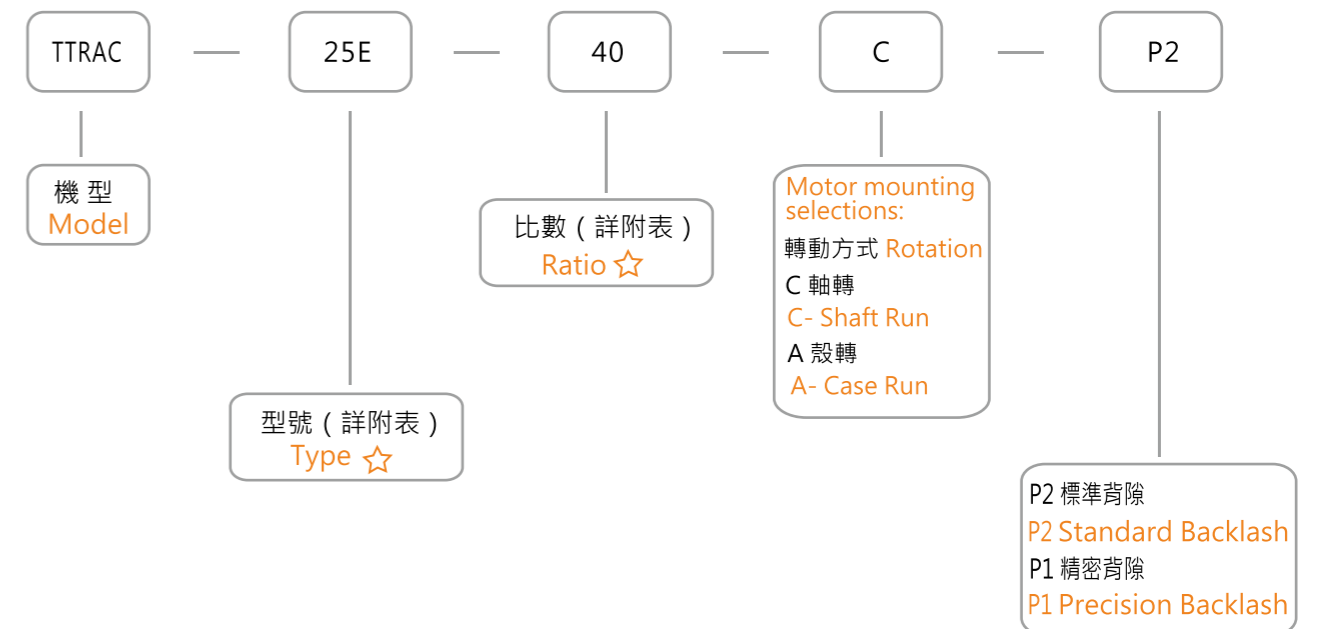 TTRAC — 25E — 40 — C — P2
機 型
Model
型號 ( 詳附表 )
Type ☆
比數 ( 詳附表 )
Ratio ☆
Motor mounting
selections:
轉動方式 Rotation
C 軸轉
C- Shaft Run
A 殼轉
A- Case Run
P2 標準背隙
P2 Standard Backlash
P1 精密背隙
P1 Precision Backlash